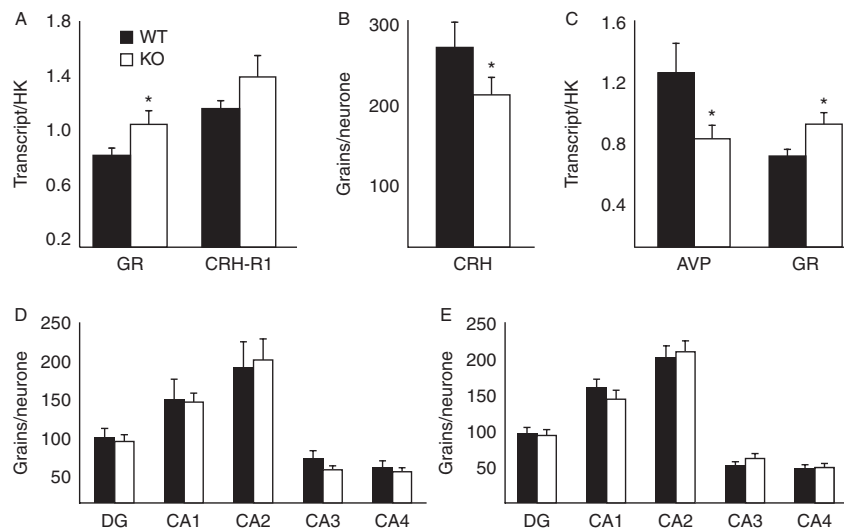 A
1.8
1.4
1.0
0.6
0.2
Transcript/HK
WT
KO
*
GR CRH-R1
B
300
200
100
Grains/neurone
*
CRH
C
1.6
1.2
0.8
0.4
Transcript/HK
*
*
AVP GR
D
250
200
150
100
50
Grains/neurone
DG CA1 CA2 CA3 CA4
E
250
200
150
100
50
Grains/neurone
DG CA1 CA2 CA3 CA4